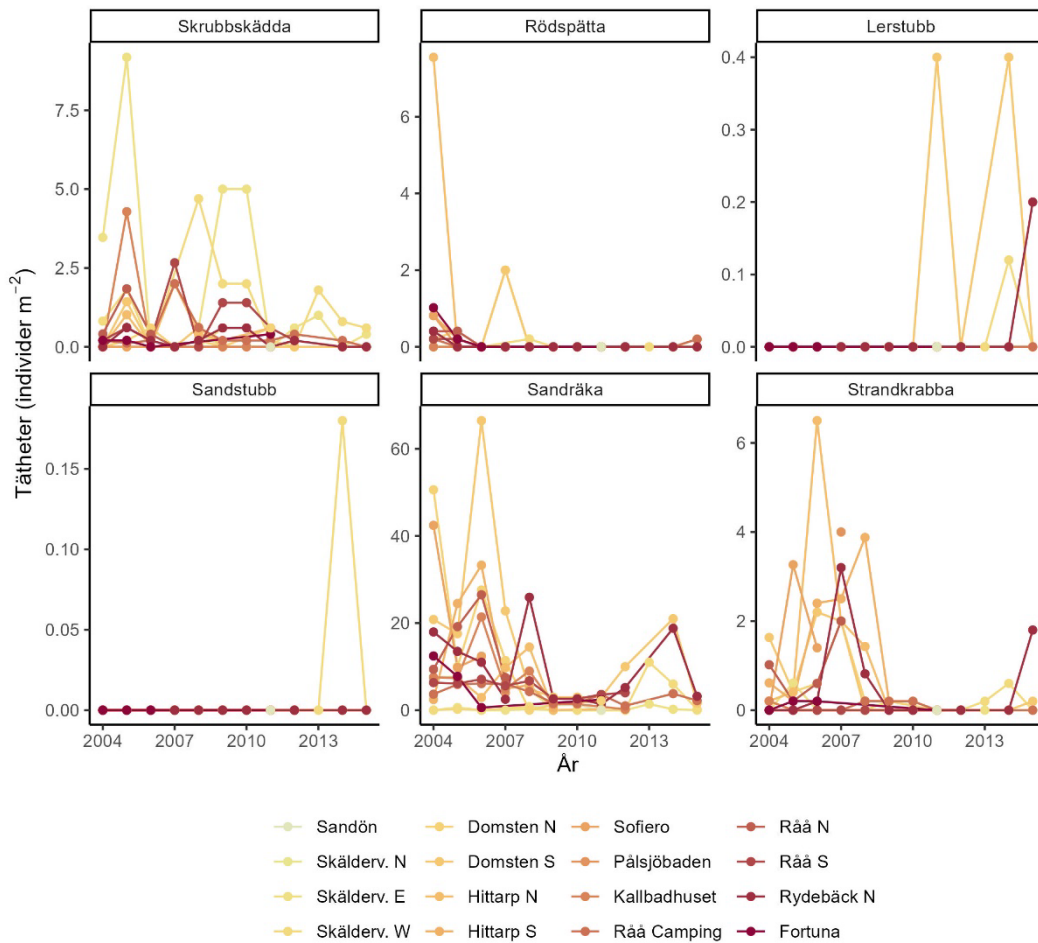 Skrubbskädda
Rödspätta
Lerstubb
7.5
5.0
2.5
0.0
6
4
2
0
0.4
0.3
0.2
0.1
0.0
Sandstubb
Sandräka
Strandkrabba
0.15
0.10
0.05
0.00
60
40
20
0
6
4
2
0
2004 2007 2010 2013
2004 2007 2010 2013
2004 2007 2010 2013
Tätheter (individer m⁻²)
År
Sandön
Skälderv. N
Skälderv. E
Skälderv. W
Domsten N
Domsten S
Hittarp N
Hittarp S
Sofiero
Pålsjöbaden
Kallbadhuset
Råå Camping
Råå N
Råå S
Rydebäck N
Fortuna